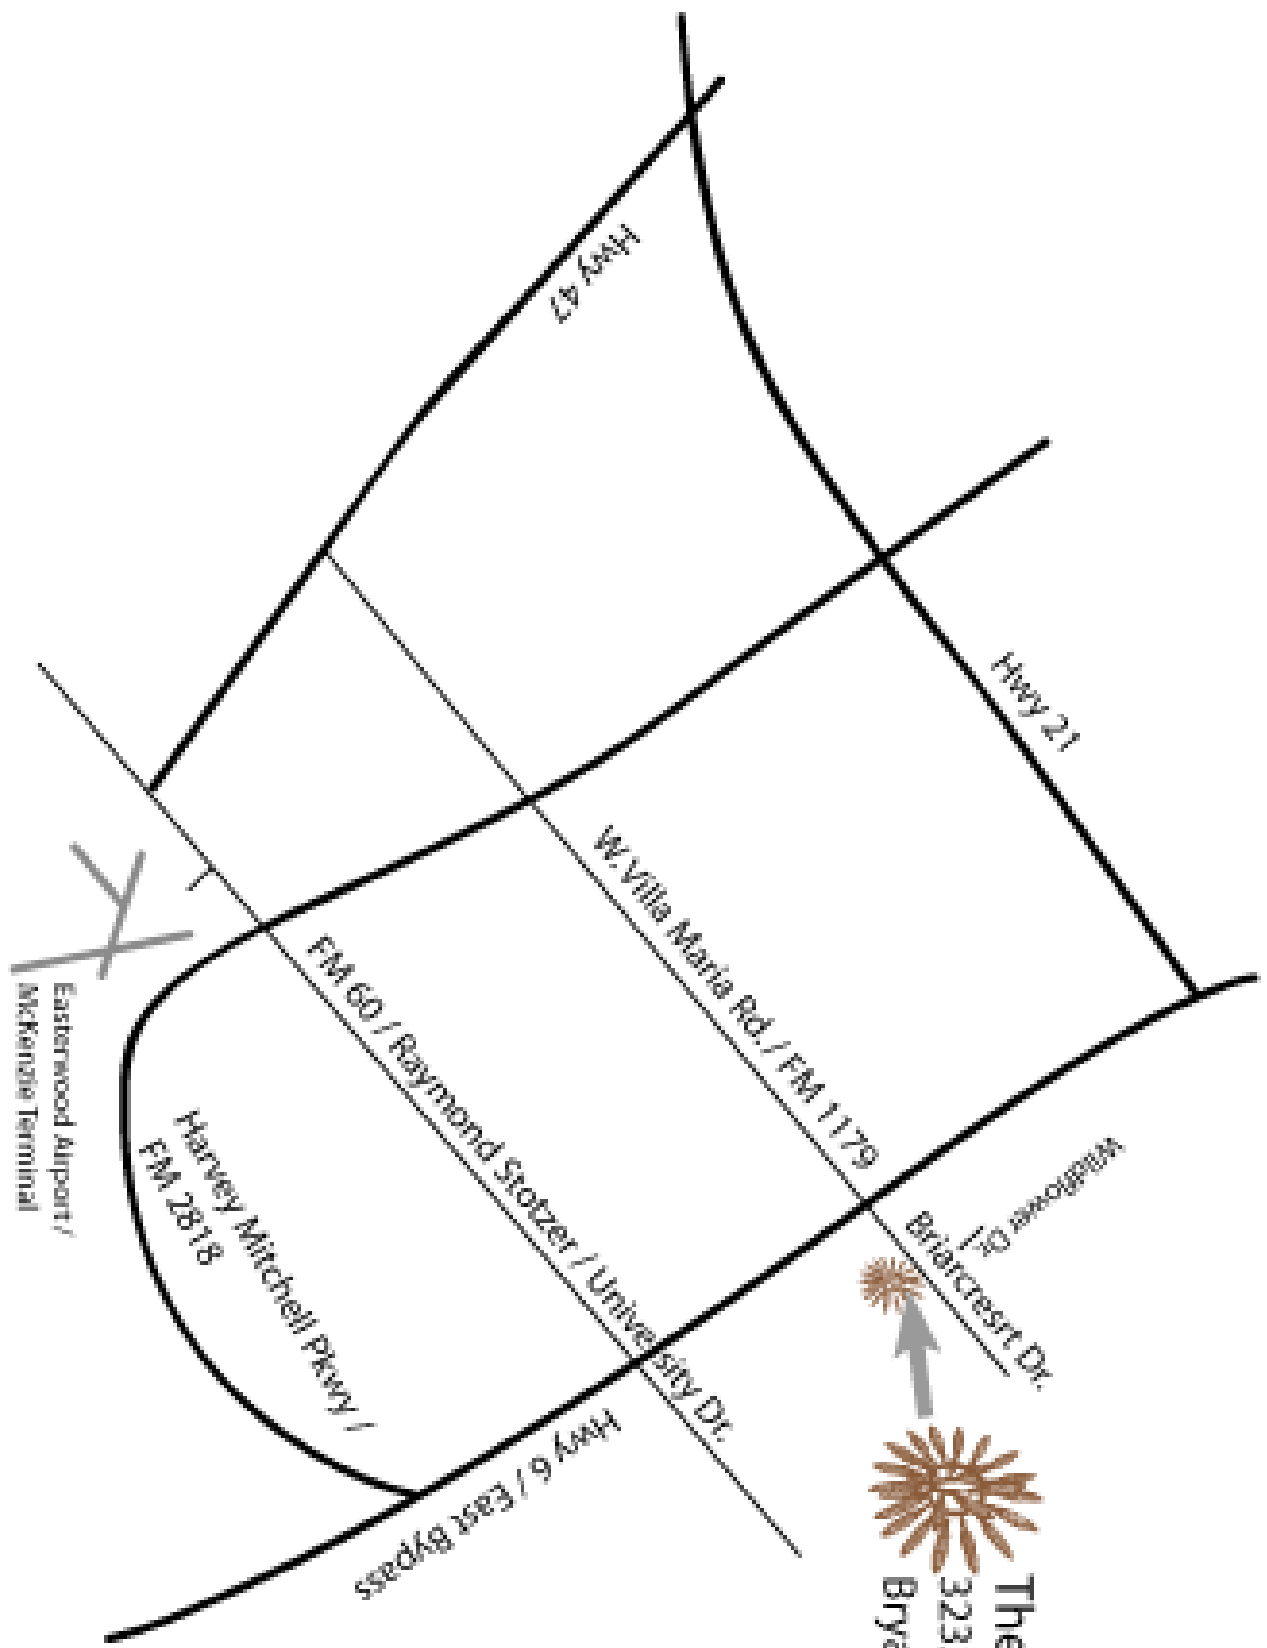 Hwy 47
Hwy 21
W. Villa Maria Rd. / FM 1179
FM 60 / Raymond Stotzer / University Dr.
Easterwood Airport /
McKenzie Terminal
Harvey Mitchell Pkwy /
FM 2818
Wildflower Dr.
Briarcresrt Dr.
Hwy 6 / East Bypass
The
323
Brya